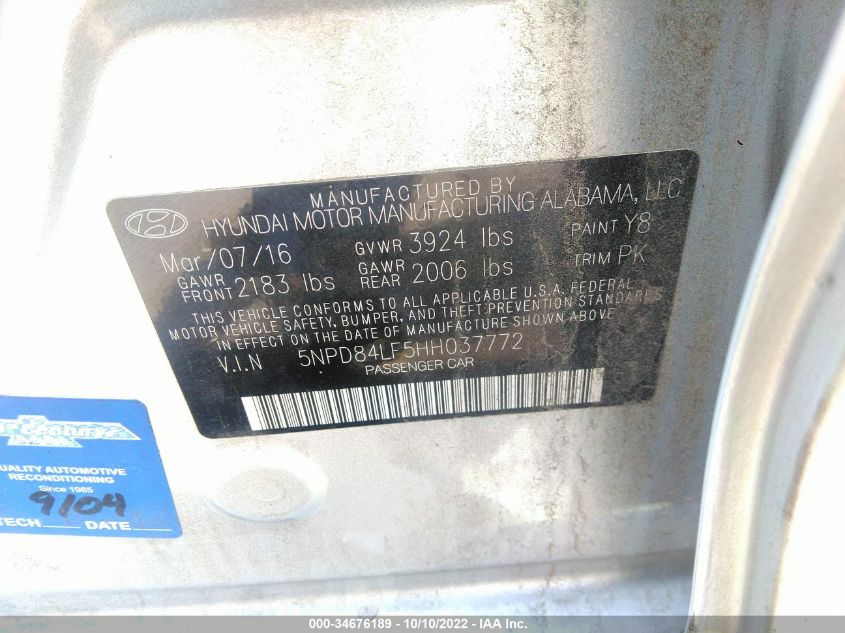 MANUFACTURED BY
HYUNDAI MOTOR MANUFACTURING ALABAMA, LLC
Mar/07/16 GVWR 3924 lbs PAINT Y8
GAWR FRONT 2183 lbs GAWR REAR 2006 lbs TRIM PK
THIS VEHICLE CONFORMS TO ALL APPLICABLE U.S.A. FEDERAL
MOTOR VEHICLE SAFETY, BUMPER, AND THEFT PREVENTION STANDARDS
IN EFFECT ON THE DATE OF MANUFACTURE SHOWN ABOVE.
V.I.N 5NPD84LF5HH037772
PASSENGER CAR
Century
QUALITY AUTOMOTIVE
RECONDITIONING
Since 1985
9/04
TECH DATE
000-34676189 - 10/10/2022 - IAA Inc.